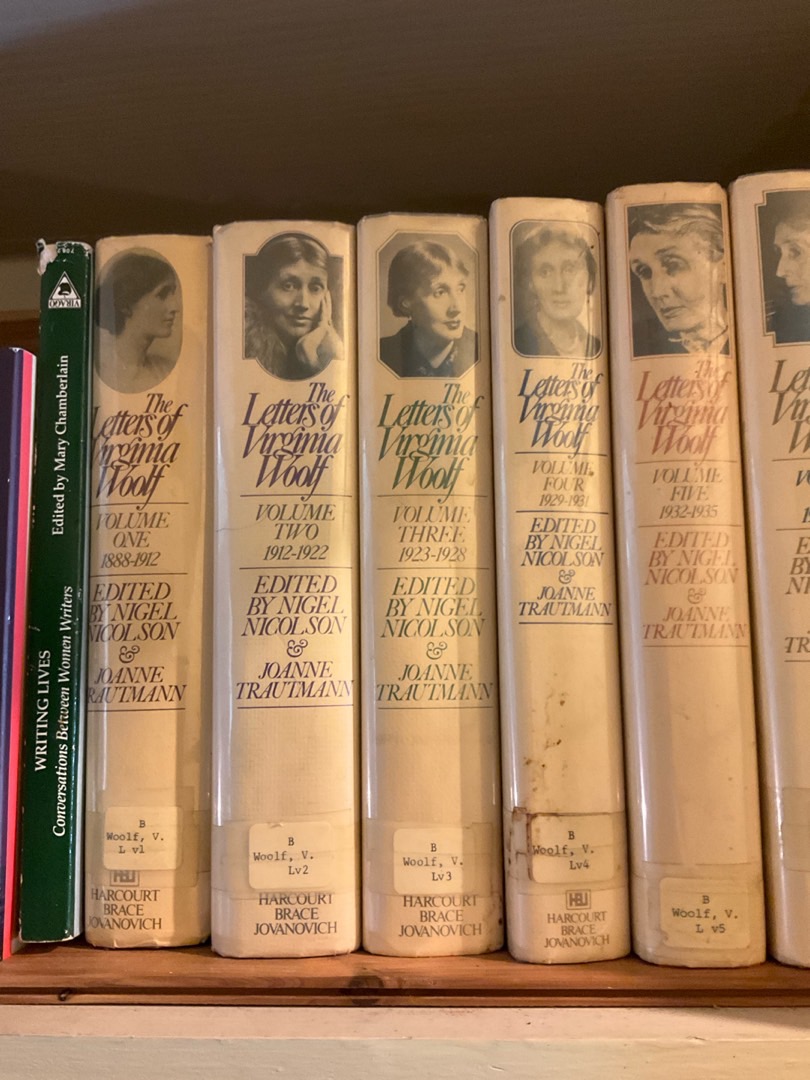 VIRAGO
WRITING LIVES
Conversations Between Women Writers
Edited by Mary Chamberlain
The
Letters of
Virginia
Woolf
VOLUME
ONE
1888-1912
EDITED
BY NIGEL
NICOLSON
&
JOANNE
TRAUTMANN
B
Woolf, V.
L v1
HBJ
HARCOURT
BRACE
JOVANOVICH
The
Letters of
Virginia
Woolf
VOLUME
TWO
1912-1922
EDITED
BY NIGEL
NICOLSON
&
JOANNE
TRAUTMANN
B
Woolf, V.
Lv2
HARCOURT
BRACE
JOVANOVICH
The
Letters of
Virginia
Woolf
VOLUME
THREE
1923-1928
EDITED
BY NIGEL
NICOLSON
&
JOANNE
TRAUTMANN
B
Woolf, V.
Lv3
HARCOURT
BRACE
JOVANOVICH
The
Letters of
Virginia
Woolf
VOLUME
FOUR
1929-1931
EDITED
BY NIGEL
NICOLSON
&
JOANNE
TRAUTMANN
B
Woolf, V.
Lv4
HBJ
HARCOURT
BRACE
JOVANOVICH
The
Letters of
Virginia
Woolf
VOLUME
FIVE
1932-1935
EDITED
BY NIGEL
NICOLSON
&
JOANNE
TRAUTMANN
B
Woolf, V.
L v5